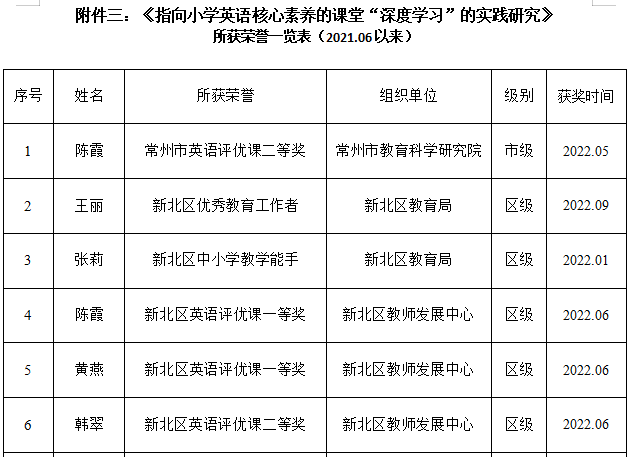 附件三：《指向小学英语核心素养的课堂“深度学习”的实践研究》
所获荣誉一览表（2021.06 以来）
序号 姓名 所获荣誉 组织单位 级别 获奖时间
1 陈霞 常州市英语评优课二等奖 常州市教育科学研究院 市级 2022.05
2 王丽 新北区优秀教育工作者 新北区教育局 区级 2022.09
3 张莉 新北区中小学教学能手 新北区教育局 区级 2022.01
4 陈霞 新北区英语评优课一等奖 新北区教师发展中心 区级 2022.06
5 黄燕 新北区英语评优课一等奖 新北区教师发展中心 区级 2022.06
6 韩翠 新北区英语评优课二等奖 新北区教师发展中心 区级 2022.06